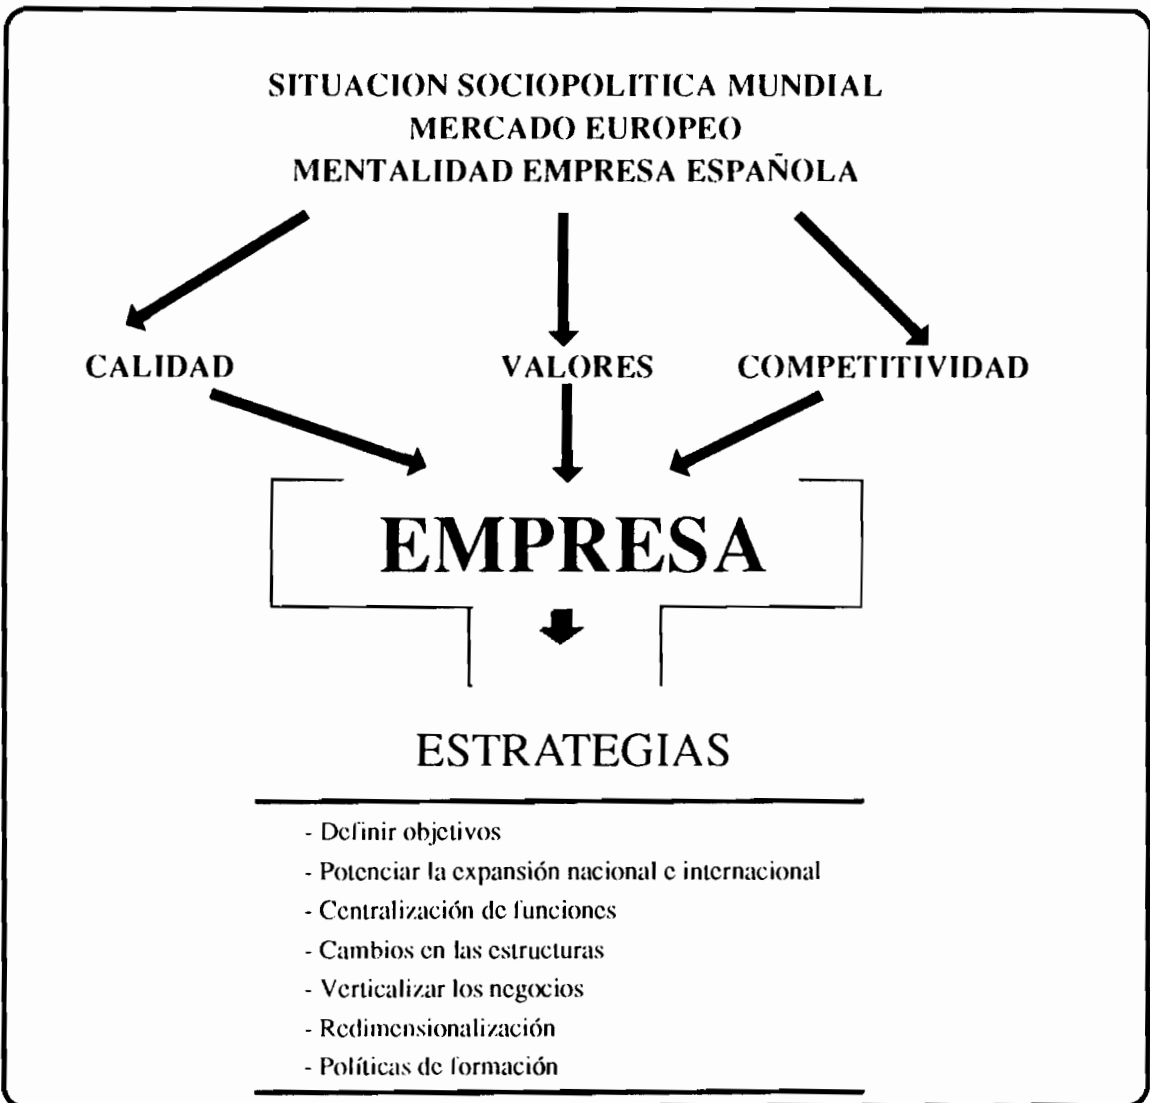 SITUACION SOCIOPOLITICA MUNDIAL
MERCADO EUROPEO
MENTALIDAD EMPRESA ESPAÑOLA
CALIDAD VALORES COMPETITIVIDAD
EMPRESA
ESTRATEGIAS
- Definir objetivos
- Potenciar la expansión nacional e internacional
- Centralización de funciones
- Cambios en las estructuras
- Verticalizar los negocios
- Redimensionalización
- Políticas de formación